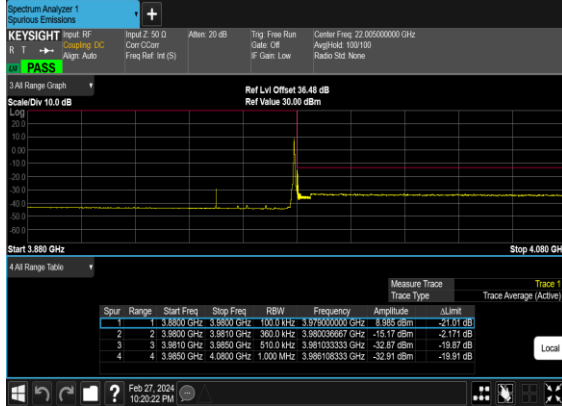 Spectrum Analyzer 1
Spurious Emissions
+
KEYSIGHT Input: RF Input Z: 50 Ω Atten: 20 dB Trig: Free Run Center Freq: 22.005000000 GHz
R T Coupling: DC Corr CCorr Gate: Off Avg|Hold: 100/100
Align: Auto Freq Ref: Int (S) IF Gain: Low Radio Std: None
PASS
3 All Range Graph
Ref Lvl Offset 36.48 dB
Scale/Div 10.0 dB Ref Value 30.00 dBm
Log
20.0
10.0
0.00
-10.0
-20.0
-30.0
-40.0
-50.0
-60.0
Start 3.880 GHz Stop 4.080 GH
4 All Range Table
Measure Trace Trace 1
Trace Type Trace Average (Active)
Spur Range Start Freq Stop Freq RBW Frequency Amplitude ΔLimit
1 1 3.8800 GHz 3.9800 GHz 100.0 kHz 3.979000000 GHz 8.985 dBm -21.01 dB
2 2 3.9800 GHz 3.9810 GHz 360.0 kHz 3.980036667 GHz -15.17 dBm -2.171 dB
3 3 3.9810 GHz 3.9850 GHz 510.0 kHz 3.981033333 GHz -32.87 dBm -19.87 dB
4 4 3.9850 GHz 4.0800 GHz 1.000 MHz 3.986108333 GHz -32.91 dBm -19.91 dB
Local
? Feb 27, 2024
10:20:22 PM